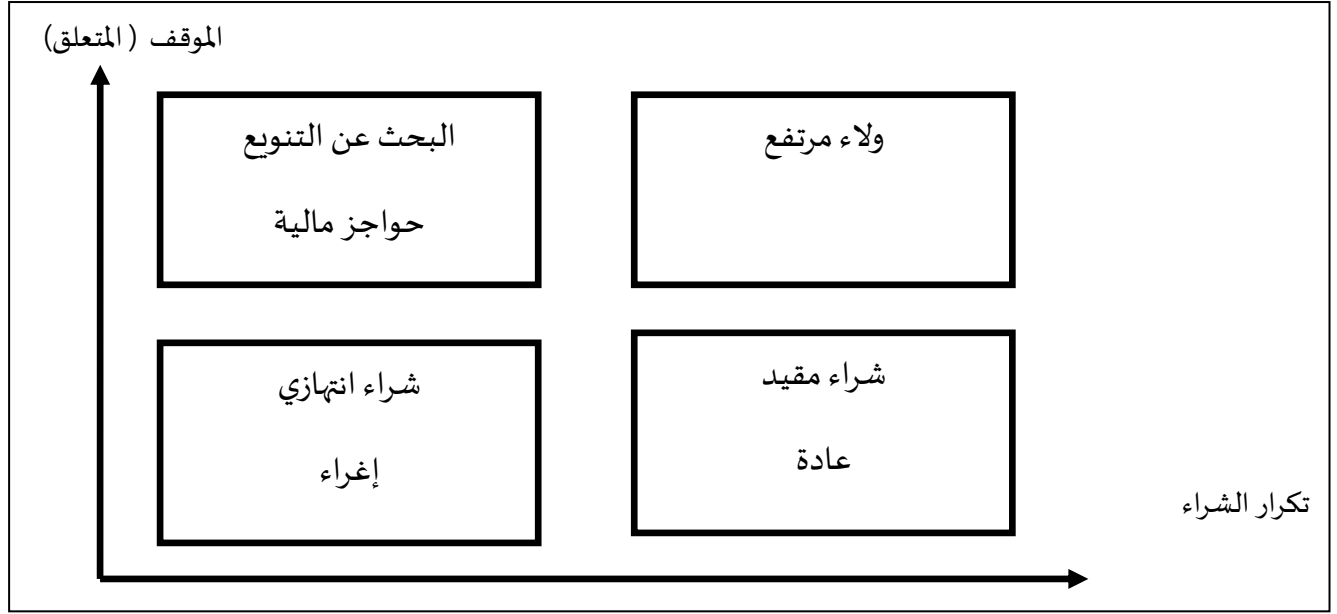 الموقف (المتعلق)
ولاء مرتفع
البحث عن التنويع
حواجز مالية
شراء مقيد
عادة
شراء انتهازي
إغراء
تكرار الشراء